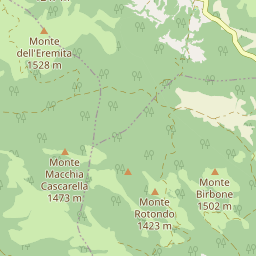 Monte
dell'Eremita
1528 m
Monte
Macchia
Cascarella
1473 m
Monte
Rotondo
1423 m
Monte
Birbone
1502 m